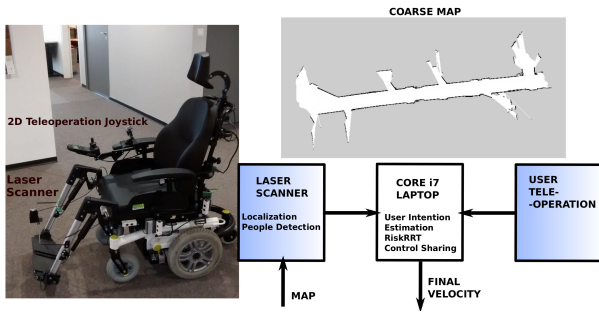 COARSE MAP
2D Teleoperation Joystick
Laser
Scanner
LASER
SCANNER
Localization
People Detection
CORE i7
LAPTOP
User Intention
Estimation
RiskRRT
Control Sharing
USER
TELE-
-OPERATION
MAP
FINAL
VELOCITY